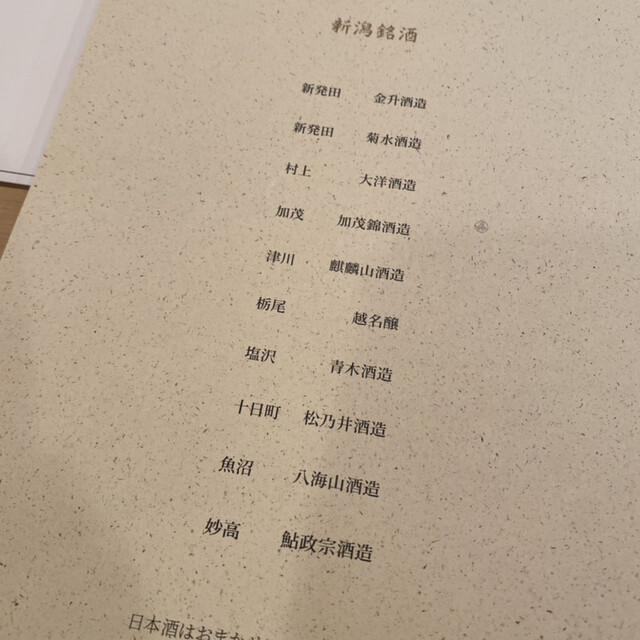 新潟銘酒
新発田 金升酒造
新発田 菊水酒造
村上 大洋酒造
加茂 加茂錦酒造
津川 麒麟山酒造
栃尾 越名醸
塩沢 青木酒造
十日町 松乃井酒造
魚沼 八海山酒造
妙高 鮎政宗酒造
日本酒はおまかせ